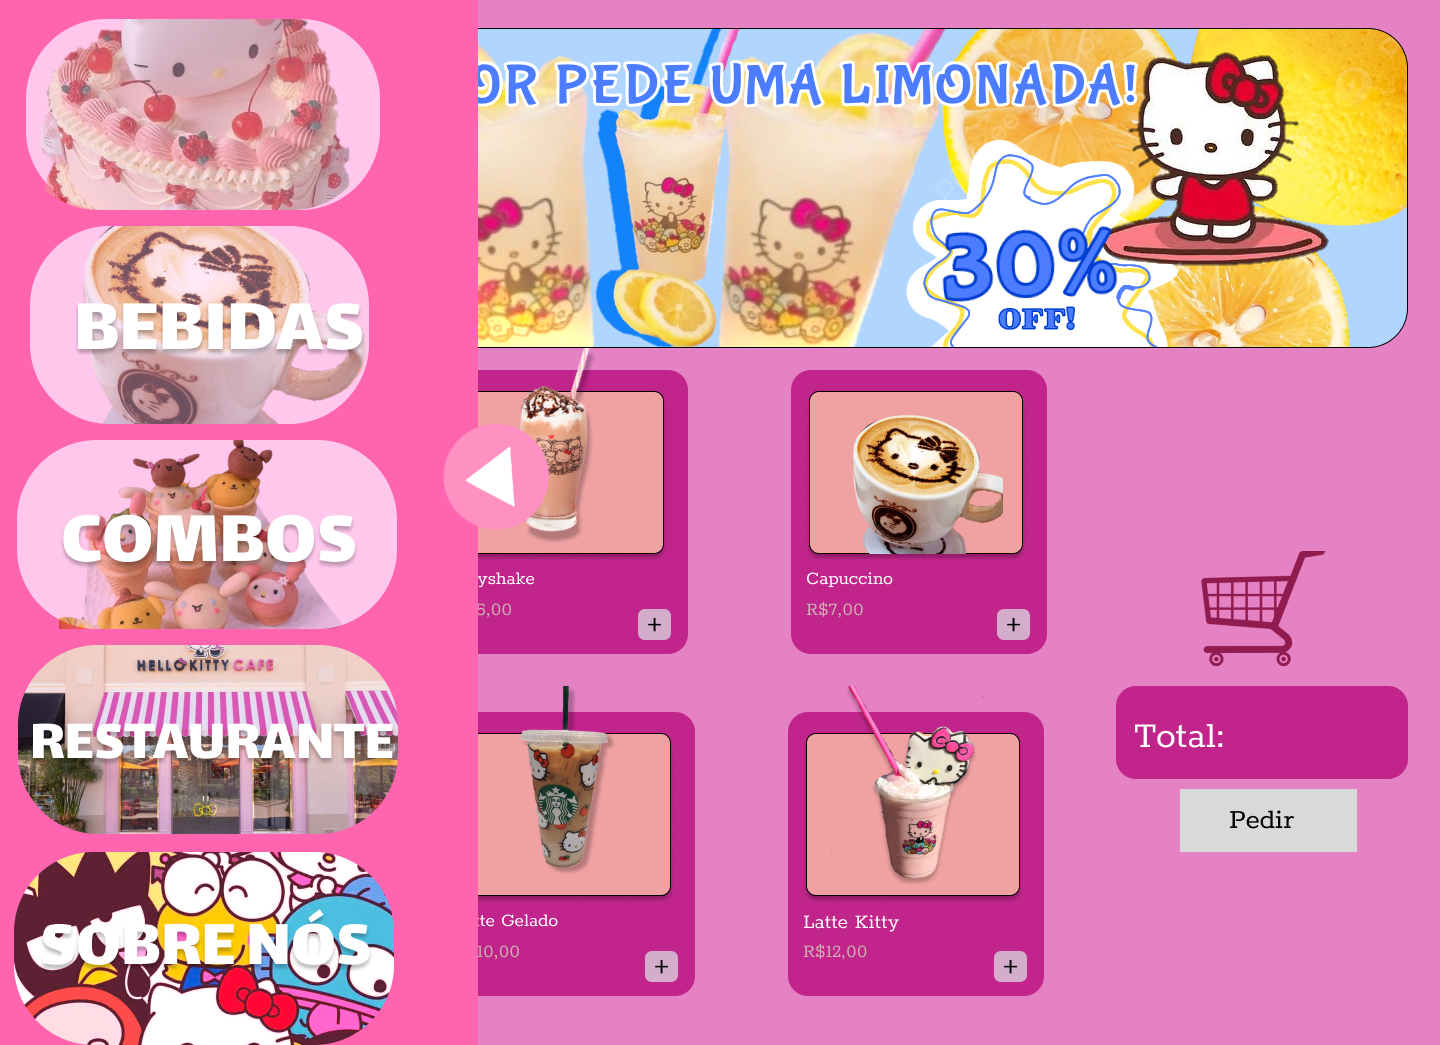 OR PEDE UMA LIMONADA!
30%
OFF!
BEBIDAS
COMBOS
HELLO KITTY CAFE
RESTAURANTE
SOBRE NÓS
yshake
5,00
+
Capuccino
R$7,00
+
te Gelado
10,00
+
Latte Kitty
R$12,00
+
Total:
Pedir